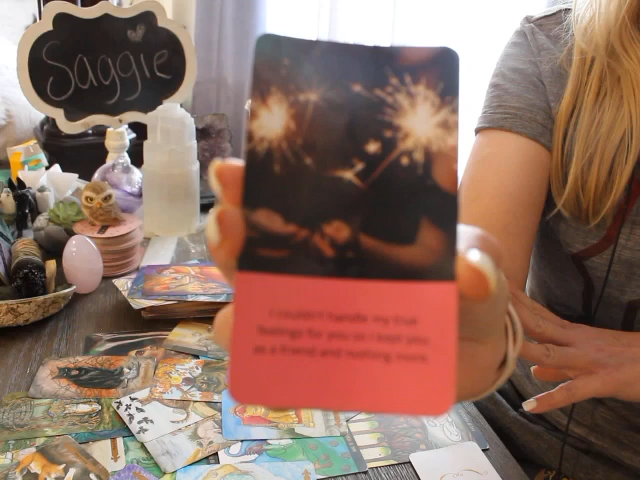 Saggie
I couldn't handle my true
feelings for you so I kept you
as a friend and nothing more.